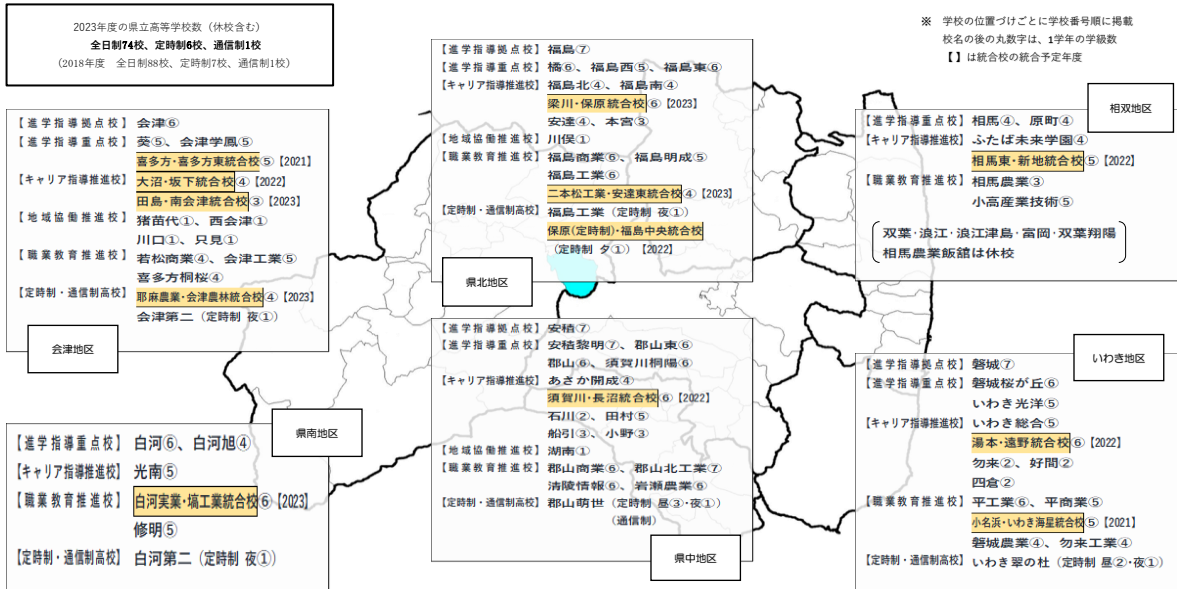 2023年度の県立高等学校数（休校含む）
全日制74校、定時制6校、通信制1校
（2018年度　全日制88校、定時制7校、通信制1校）
※　学校の位置づけごとに学校番号順に掲載
校名の後の丸数字は、1学年の学級数
【 】は統合校の統合予定年度
【進学指導拠点校】会津⑥
【進学指導重点校】葵⑤、会津学鳳⑤
喜多方・喜多方東統合校⑤【2021】
【キャリア指導推進校】大沼・坂下統合校④【2022】
田島・南会津統合校③【2023】
【地域協働推進校】猪苗代①、西会津①
川口①、只見①
【職業教育推進校】若松商業④、会津工業⑤
喜多方桐桜④
【定時制・通信制高校】耶麻農業・会津農林統合校④【2023】
会津第二（定時制 夜①）
会津地区
【進学指導拠点校】福島⑦
【進学指導重点校】橘⑥、福島西⑤、福島東⑥
【キャリア指導推進校】福島北④、福島南④
梁川・保原統合校⑥【2023】
安達④、本宮③
【地域協働推進校】川俣①
【職業教育推進校】福島商業⑥、福島明成⑤
福島工業⑥
二本松工業・安達東統合校④【2023】
【定時制・通信制高校】福島工業（定時制 夜①）
保原(定時制)・福島中央統合校
（定時制 夕①）【2022】
県北地区
相双地区
【進学指導重点校】相馬④、原町④
【キャリア指導推進校】ふたば未来学園④
相馬東・新地統合校⑤【2022】
【職業教育推進校】相馬農業③
小高産業技術⑤
双葉・浪江・浪江津島・富岡・双葉翔陽
相馬農業飯舘は休校
県南地区
【進学指導重点校】白河⑥、白河旭④
【キャリア指導推進校】光南⑤
【職業教育推進校】白河実業・塙工業統合校⑥【2023】
修明⑤
【定時制・通信制高校】白河第二（定時制 夜①）
【進学指導拠点校】安積⑦
【進学指導重点校】安積黎明⑦、郡山東⑥
郡山⑥、須賀川桐陽⑥
【キャリア指導推進校】あさか開成④
須賀川・長沼統合校⑥【2022】
石川②、田村⑤
船引③、小野③
【地域協働推進校】湖南①
【職業教育推進校】郡山商業⑥、郡山北工業⑦
清陵情報⑥、岩瀬農業⑥
【定時制・通信制高校】郡山萌世（定時制 昼③・夜①）
（通信制）
県中地区
いわき地区
【進学指導拠点校】磐城⑦
【進学指導重点校】磐城桜が丘⑥
いわき光洋⑤
【キャリア指導推進校】いわき総合⑤
湯本・遠野統合校⑥【2022】
勿来②、好間②
四倉②
【職業教育推進校】平工業⑥、平商業⑤
小名浜・いわき海星統合校⑤【2021】
磐城農業④、勿来工業④
【定時制・通信制高校】いわき翠の杜（定時制 昼②・夜①）